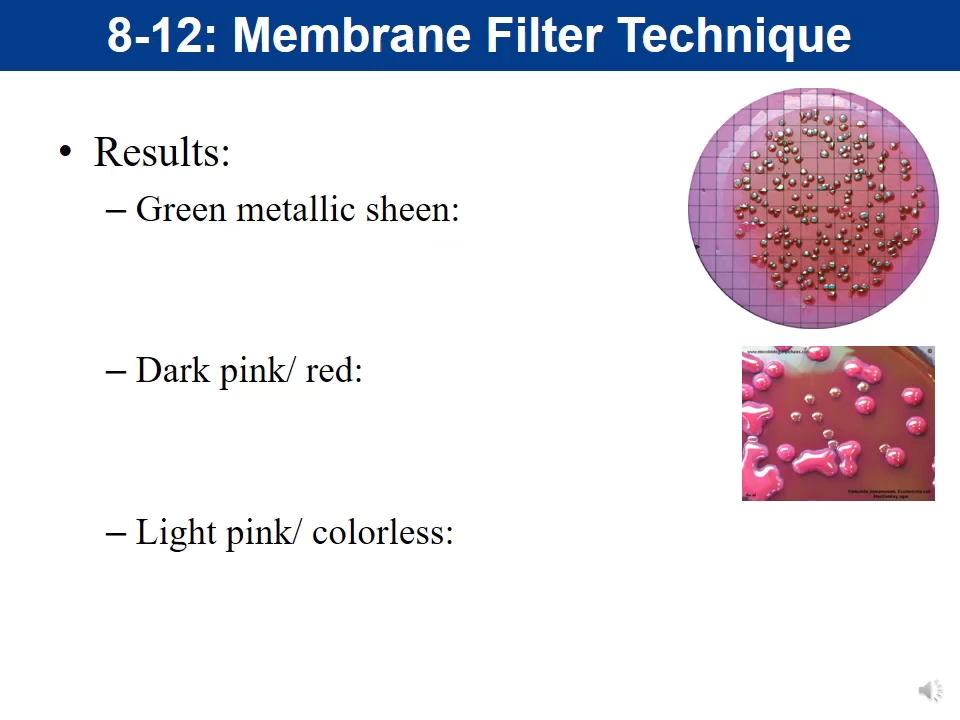 8-12: Membrane Filter Technique
• Results:
– Green metallic sheen:
– Dark pink/ red:
– Light pink/ colorless: